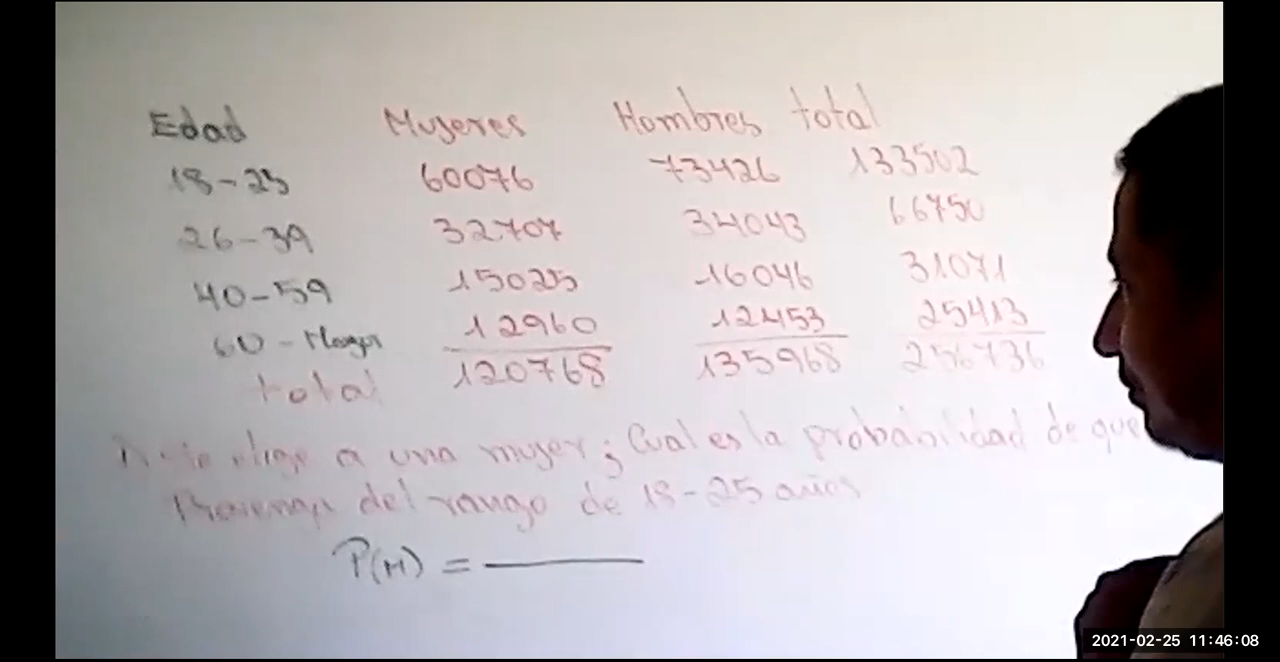 Edad Mujeres Hombres total
18-25 60076 73426 133502
26-39 32707 34043 66750
40-59 15025 16046 31071
60- Mayor 12960 12453 25413
total 120768 135968 256736
elige a una mujer ¿Cual es la probabilidad de que
Provenga del rango de 18-25 años
P(M) =
2021-02-25 11:46:08